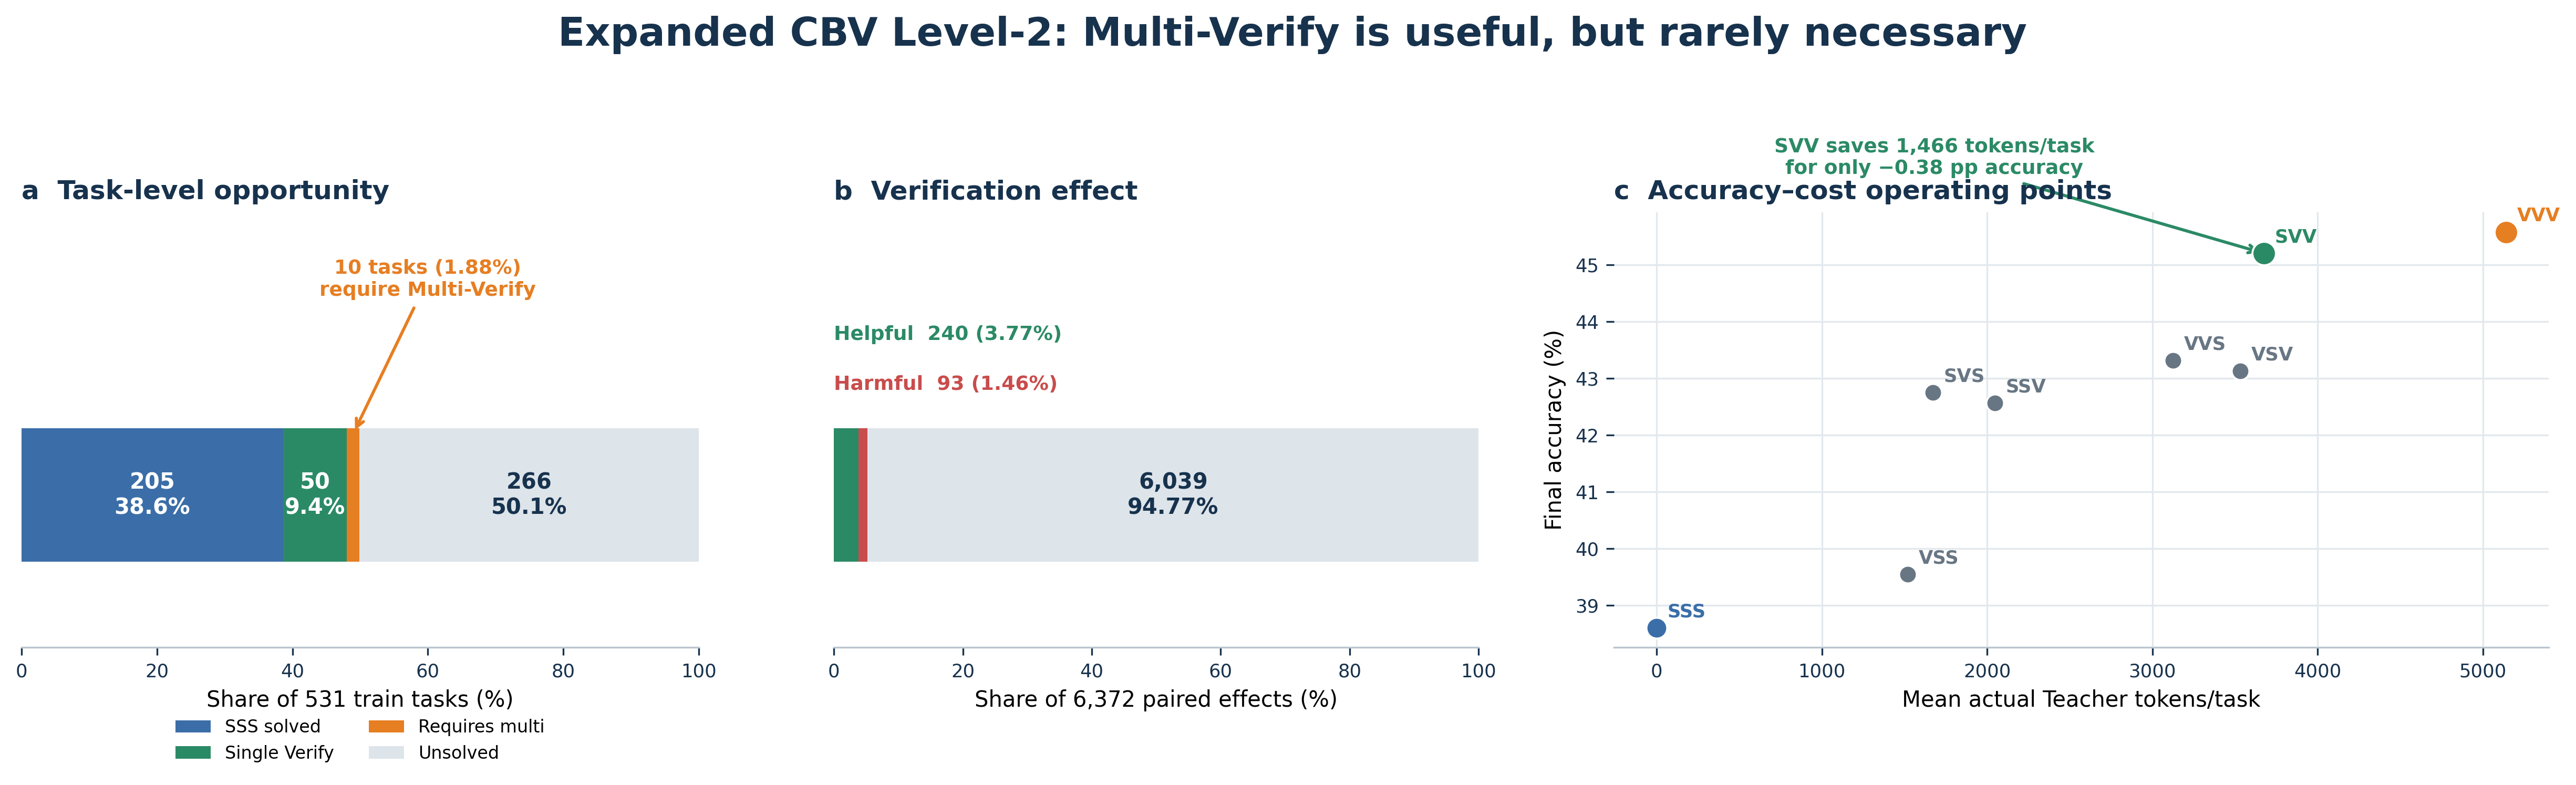 Expanded CBV Level-2: Multi-Verify is useful, but rarely necessary
a  Task-level opportunity
10 tasks (1.88%)
require Multi-Verify
205
38.6%
50
9.4%
266
50.1%
0 20 40 60 80 100
Share of 531 train tasks (%)
SSS solved
Single Verify
Requires multi
Unsolved
b  Verification effect
Helpful  240 (3.77%)
Harmful  93 (1.46%)
6,039
94.77%
0 20 40 60 80 100
Share of 6,372 paired effects (%)
SVV saves 1,466 tokens/task
for only −0.38 pp accuracy
c  Accuracy–cost operating points
VVV
SVV
VVS
VSV
SVS
SSV
VSS
SSS
45
44
43
42
41
40
39
Final accuracy (%)
0 1000 2000 3000 4000 5000
Mean actual Teacher tokens/task